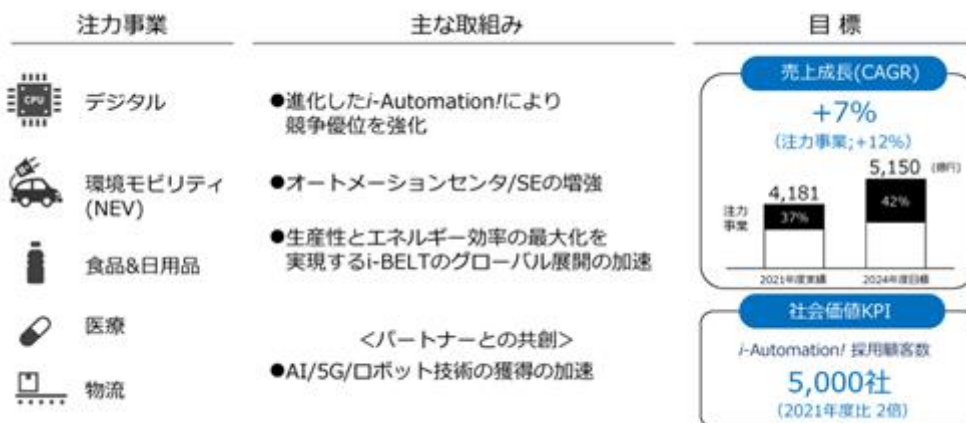 注力事業
主な取組み
目 標
CPU
デジタル
環境モビリティ
(NEV)
食品&日用品
医療
物流
●進化したi-Automation!により
競争優位を強化
●オートメーションセンタ/SEの増強
●生産性とエネルギー効率の最大化を
実現するi-BELTのグローバル展開の加速
<パートナーとの共創>
●AI/5G/ロボット技術の獲得の加速
売上成長(CAGR)
+7%
(注力事業;+12%)
5,150 (億円)
4,181
注力
事業
37%
42%
2021年度実績
2024年度目標
社会価値KPI
i-Automation! 採用顧客数
5,000社
(2021年度比 2倍)